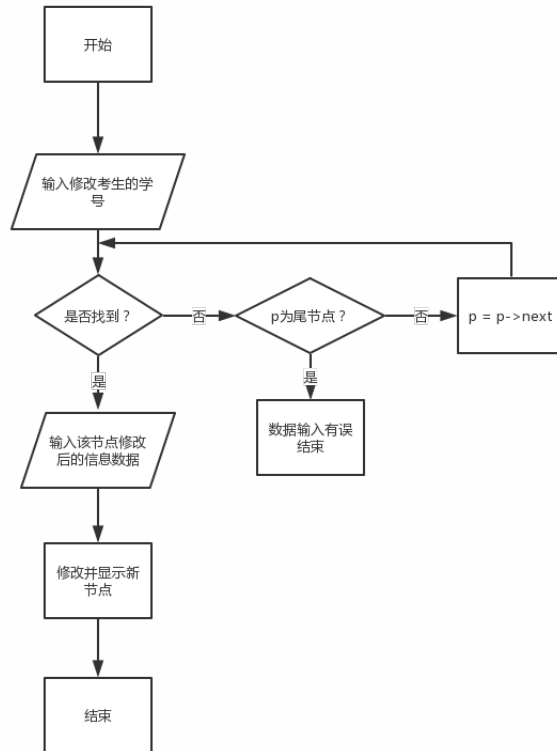 开始
输入修改考生的学
号
是否找到？
否
p为尾节点？
否
p = p->next
是
是
输入该节点修改
后的信息数据
数据输入有误
结束
修改并显示新
节点
结束